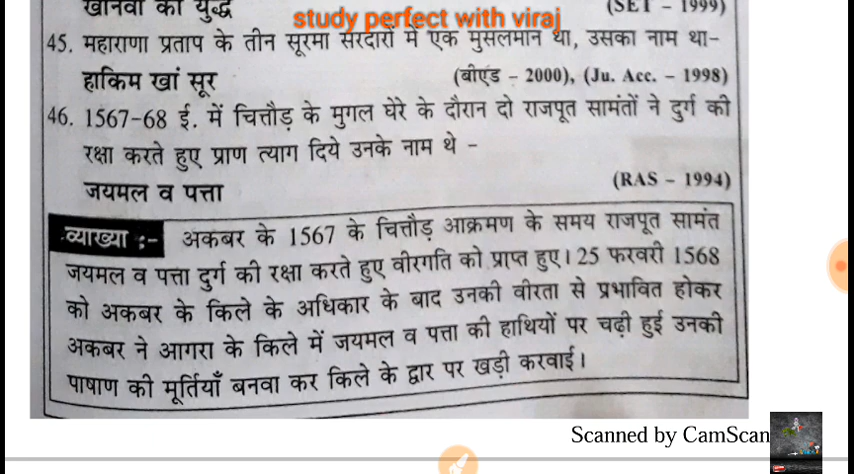 खानवा का युद्ध (SET - 1999)
study perfect with viraj
45. महाराणा प्रताप के तीन सूरमा सरदारों में एक मुसलमान था, उसका नाम था-
हाकिम खां सूर (बीएड - 2000), (Ju. Acc. - 1998)
46. 1567-68 ई. में चित्तौड़ के मुगल घेरे के दौरान दो राजपूत सामंतों ने दुर्ग की
रक्षा करते हुए प्राण त्याग दिये उनके नाम थे -
जयमल व पत्ता (RAS - 1994)
व्याख्या :- अकबर के 1567 के चित्तौड़ आक्रमण के समय राजपूत सामंत
जयमल व पत्ता दुर्ग की रक्षा करते हुए वीरगति को प्राप्त हुए। 25 फरवरी 1568
को अकबर के किले के अधिकार के बाद उनकी वीरता से प्रभावित होकर
अकबर ने आगरा के किले में जयमल व पत्ता की हाथियों पर चढ़ी हुई उनकी
पाषाण की मूर्तियाँ बनवा कर किले के द्वार पर खड़ी करवाई।
Scanned by CamScan